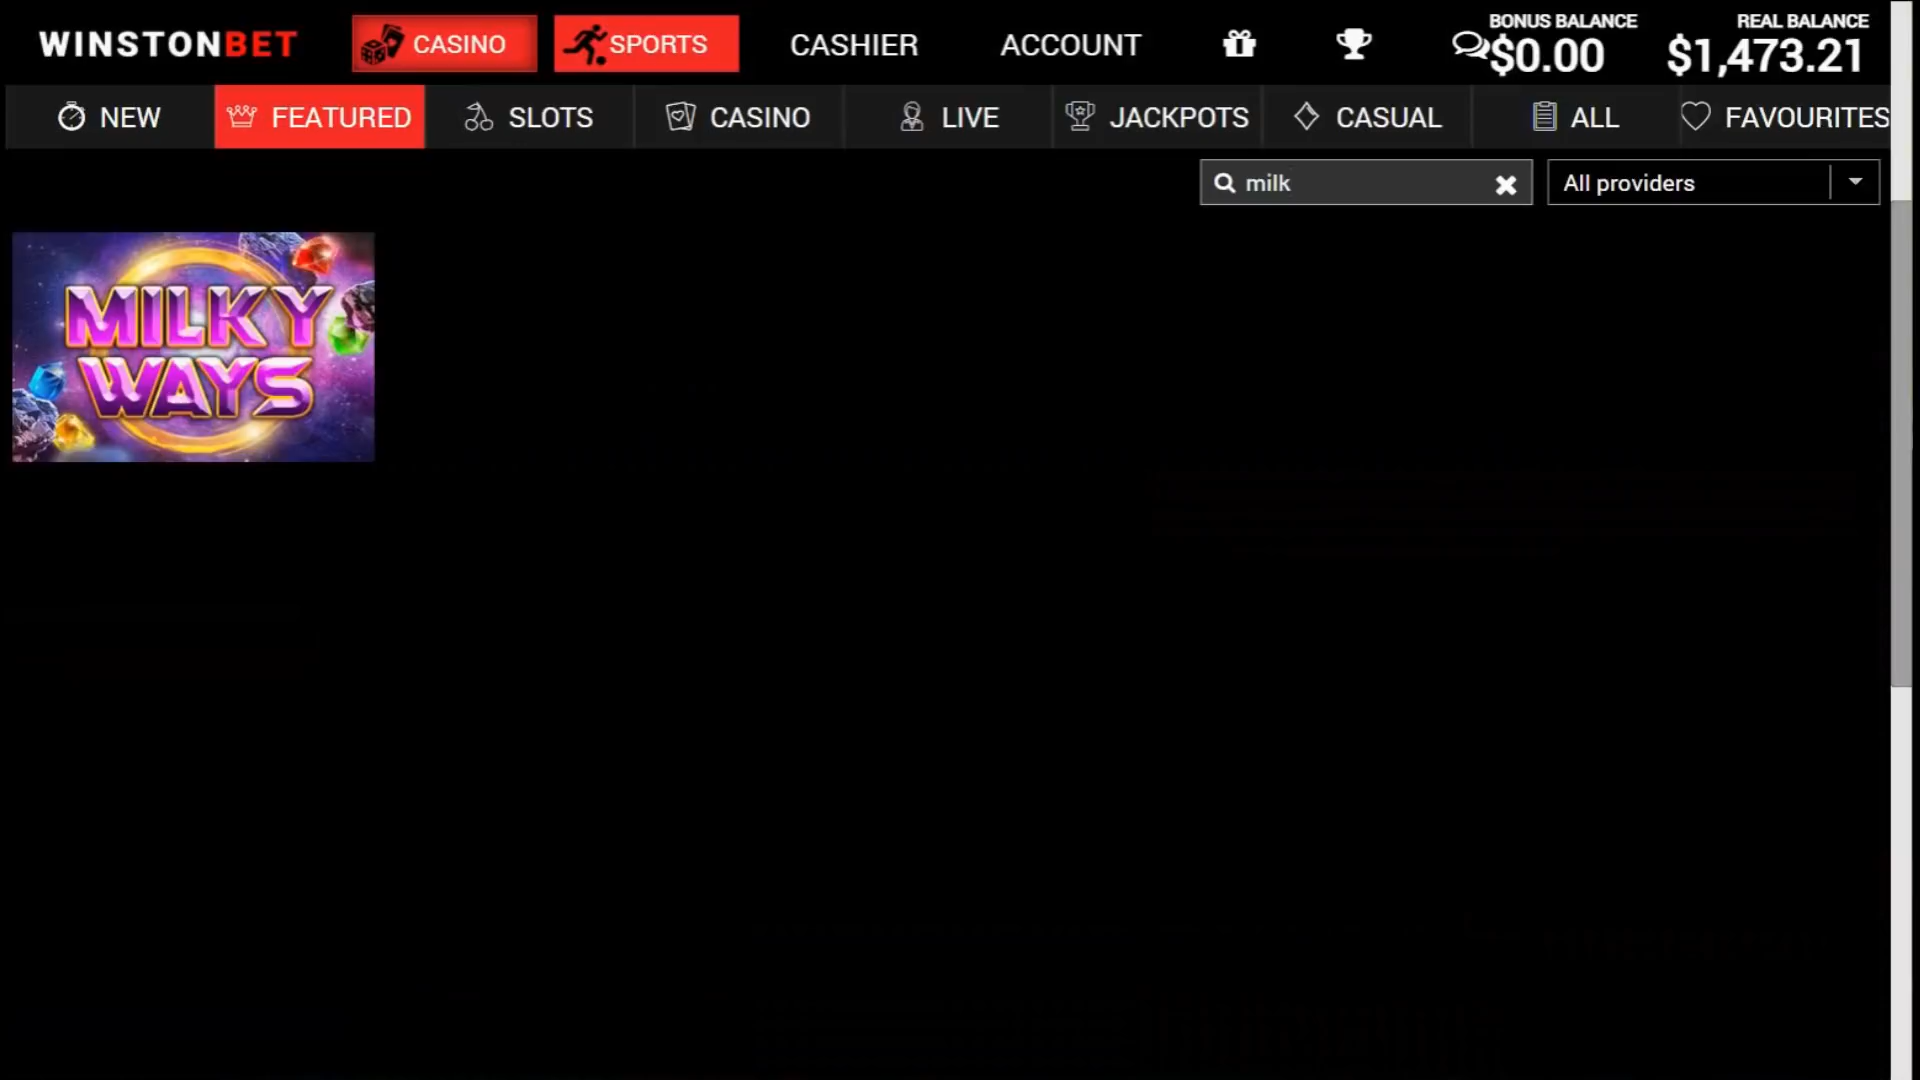 WINSTONBET
CASINO
SPORTS
CASHIER
ACCOUNT
BONUS BALANCE
$0.00
REAL BALANCE
$1,473.21
NEW
FEATURED
SLOTS
CASINO
LIVE
JACKPOTS
CASUAL
ALL
FAVOURITES
milk
All providers
MILKY
WAYS